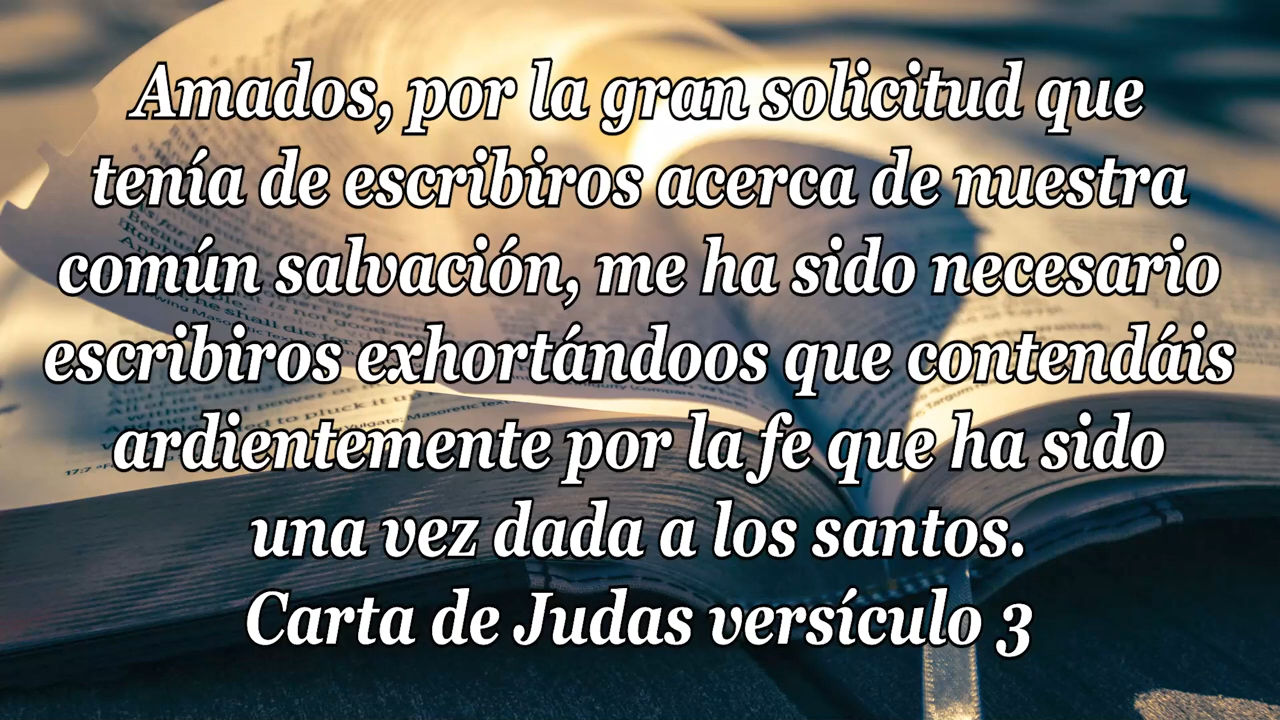 Amados, por la gran solicitud que
tenía de escribiros acerca de nuestra
común salvación, me ha sido necesario
escribiros exhortándoos que contendáis
ardientemente por la fe que ha sido
una vez dada a los santos.
Carta de Judas versículo 3